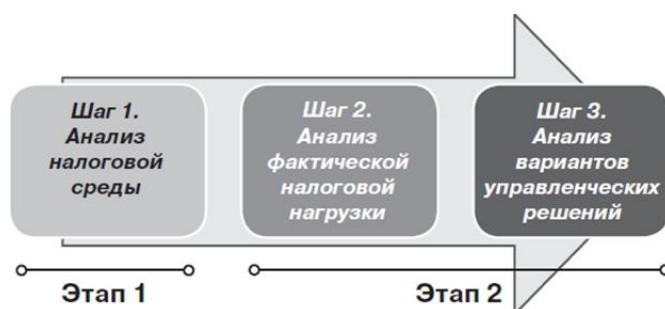 Шаг 1.
Анализ
налоговой
среды
Шаг 2.
Анализ
фактической
налоговой
нагрузки
Шаг 3.
Анализ
вариантов
управленческих
решений
Этап 1
Этап 2